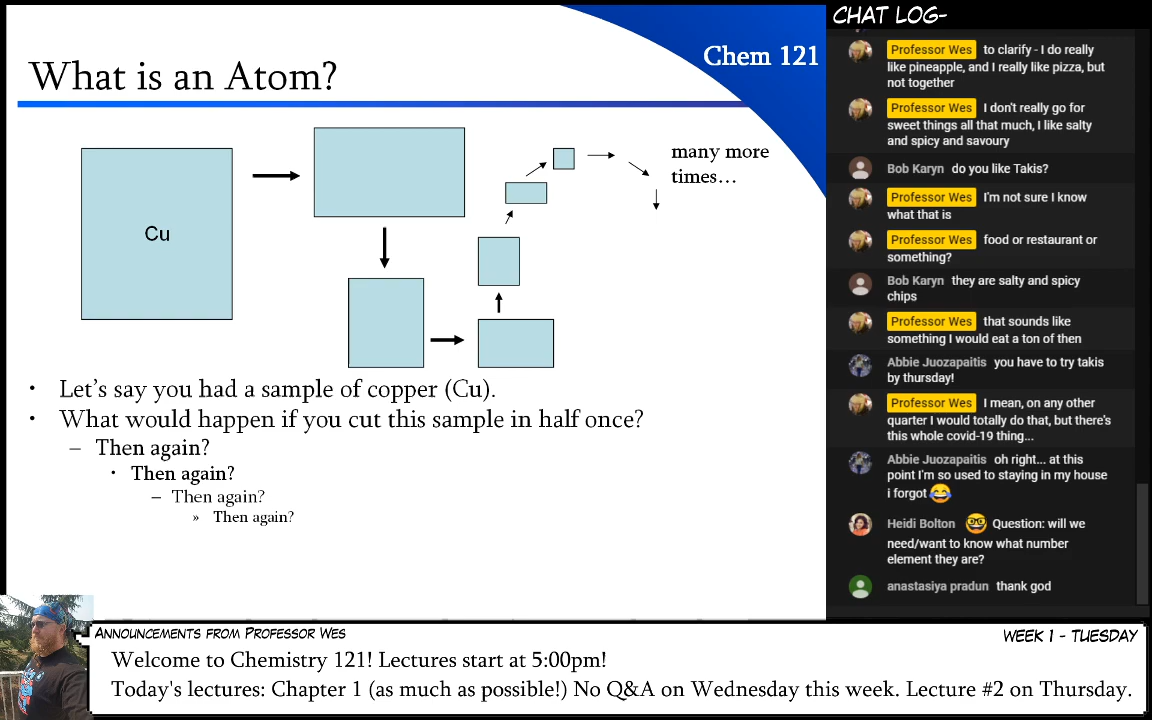 What is an Atom?
Chem 121
Cu
many more
times…
• Let's say you had a sample of copper (Cu).
• What would happen if you cut this sample in half once?
– Then again?
• Then again?
– Then again?
» Then again?
CHAT LOG-
Professor Wes to clarify - I do really
like pineapple, and I really like pizza, but
not together
Professor Wes I don't really go for
sweet things all that much, I like salty
and spicy and savoury
Bob Karyn do you like Takis?
Professor Wes I'm not sure I know
what that is
Professor Wes food or restaurant or
something?
Bob Karyn they are salty and spicy
chips
Professor Wes that sounds like
something I would eat a ton of then
Abbie Juozapaitis you have to try takis
by thursday!
Professor Wes I mean, on any other
quarter I would totally do that, but there's
this whole covid-19 thing...
Abbie Juozapaitis oh right... at this
point I'm so used to staying in my house
i forgot 😂
Heidi Bolton 🤓 Question: will we
need/want to know what number
element they are?
anastasiya pradun thank god
ANNOUNCEMENTS FROM PROFESSOR WES
WEEK 1 - TUESDAY
Welcome to Chemistry 121! Lectures start at 5:00pm!
Today's lectures: Chapter 1 (as much as possible!) No Q&A on Wednesday this week. Lecture #2 on Thursday.